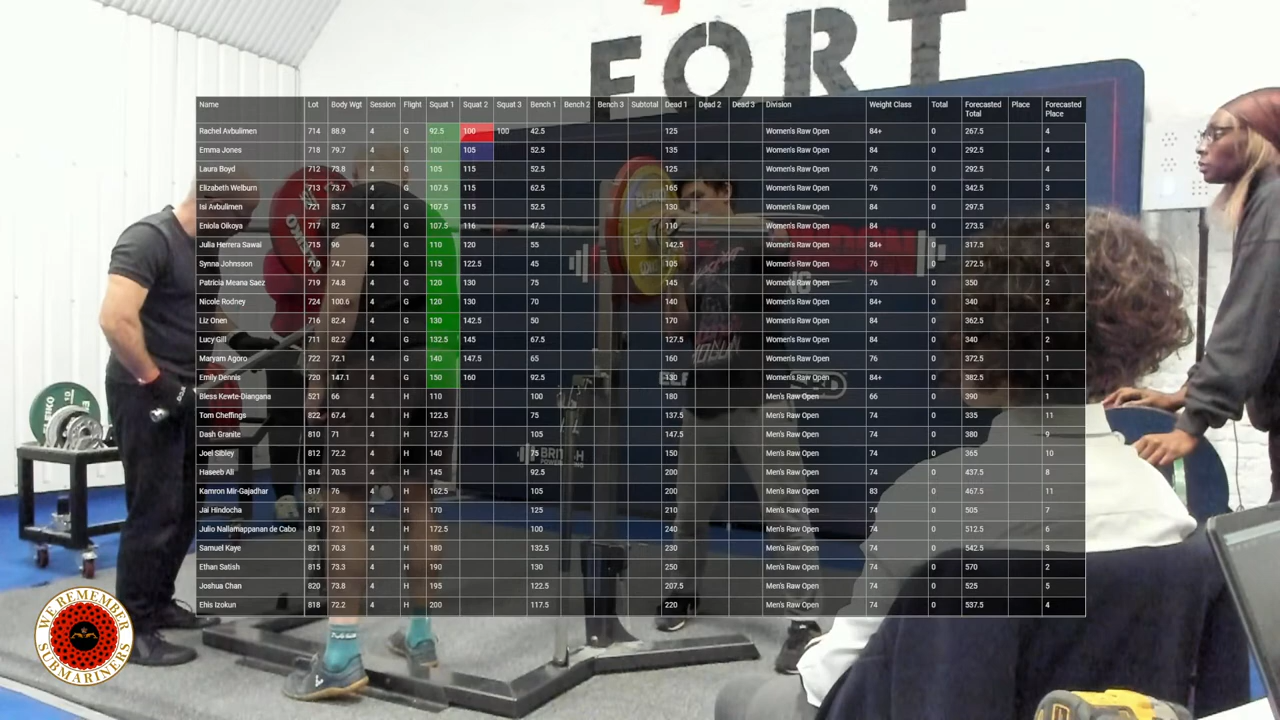 FORT
Name Lot Body Wgt Session Flight Squat 1 Squat 2 Squat 3 Bench 1 Bench 2 Bench 3 Subtotal Dead 1 Dead 2 Dead 3 Division Weight Class Total Forecasted Total Place Forecasted Place
Rachel Avbulimen 714 88.9 4 G 92.5 100 100 42.5 125 Women's Raw Open 84+ 0 267.5 4
Emma Jones 718 79.7 4 G 100 105 52.5 135 Women's Raw Open 84 0 292.5 4
Laura Boyd 712 73.8 4 G 105 115 52.5 125 Women's Raw Open 76 0 292.5 4
Elizabeth Welburn 713 73.7 4 G 107.5 115 62.5 165 Women's Raw Open 76 0 342.5 3
Isi Avbulimen 721 83.7 4 G 107.5 115 52.5 130 Women's Raw Open 84 0 297.5 3
Eniola Oikoya 717 82 4 G 107.5 116 47.5 110 Women's Raw Open 84 0 273.5 6
Julia Herrera Sawai 715 96 4 G 110 120 55 142.5 Women's Raw Open 84+ 0 317.5 3
Synna Johnsson 710 74.7 4 G 115 122.5 45 105 Women's Raw Open 76 0 272.5 5
Patricia Meana Saez 719 74.8 4 G 120 130 75 145 Women's Raw Open 76 0 350 2
Nicole Rodney 724 100.6 4 G 120 130 70 140 Women's Raw Open 84+ 0 340 2
Liz Onen 716 82.4 4 G 130 142.5 50 170 Women's Raw Open 84 0 362.5 1
Lucy Gill 711 82.2 4 G 132.5 145 67.5 127.5 Women's Raw Open 84 0 340 2
Maryam Agoro 722 72.1 4 G 140 147.5 65 160 Women's Raw Open 76 0 372.5 1
Emily Dennis 720 147.1 4 G 150 160 92.5 130 Women's Raw Open 84+ 0 382.5 1
Bless Kewte-Diangana 521 66 4 H 110 100 180 Men's Raw Open 66 0 390 1
Tom Cheffings 822 67.4 4 H 122.5 75 137.5 Men's Raw Open 74 0 335 11
Dash Granite 810 71 4 H 127.5 105 147.5 Men's Raw Open 74 0 380 9
Joel Sibley 812 72.2 4 H 140 75 150 Men's Raw Open 74 0 365 10
Haseeb Ali 814 70.5 4 H 145 92.5 200 Men's Raw Open 74 0 437.5 8
Kamron Mir-Gajadhar 817 76 4 H 162.5 105 200 Men's Raw Open 83 0 467.5 11
Jai Hindocha 811 72.8 4 H 170 125 210 Men's Raw Open 74 0 505 7
Julio Nallamappanan de Cabo 819 72.1 4 H 172.5 100 240 Men's Raw Open 74 0 512.5 6
Samuel Kaye 821 70.3 4 H 180 132.5 230 Men's Raw Open 74 0 542.5 3
Ethan Satish 815 73.3 4 H 190 130 250 Men's Raw Open 74 0 570 2
Joshua Chan 820 73.8 4 H 195 122.5 207.5 Men's Raw Open 74 0 525 5
Ehis Izokun 818 72.2 4 H 200 117.5 220 Men's Raw Open 74 0 537.5 4
WE REMEMBER
SUBMARINERS